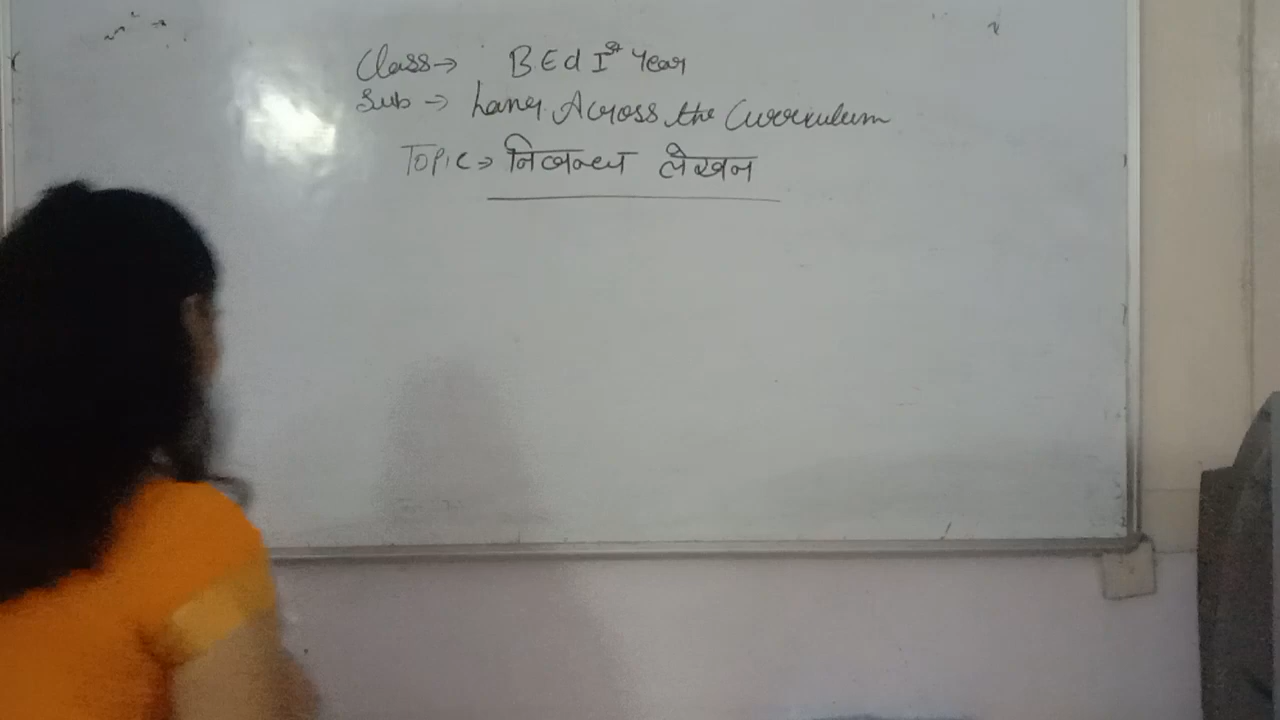 Class→ B Ed Ist Year
Sub → Lang Across the Curriculum
Topic→ निबन्ध लेखन